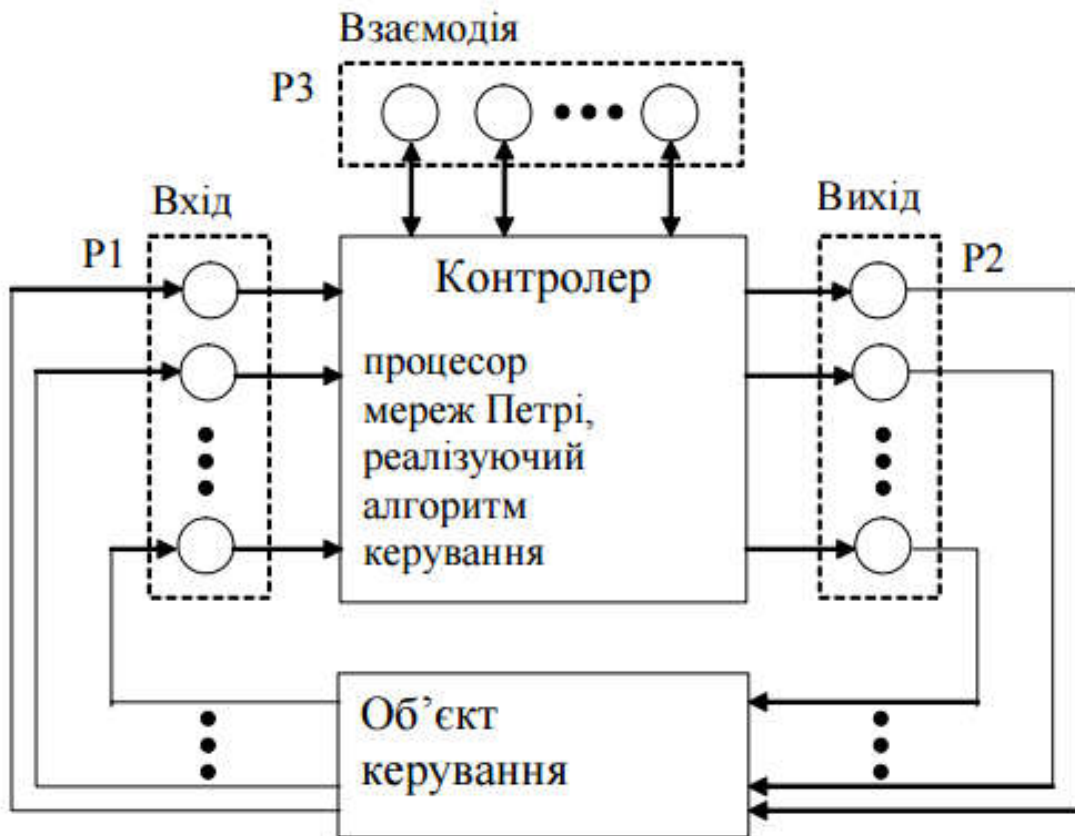 Взаємодія
P3
Вхід
P1
Вихід
P2
Контролер
процесор
мереж Петрі,
реалізуючий
алгоритм
керування
Об’єкт
керування